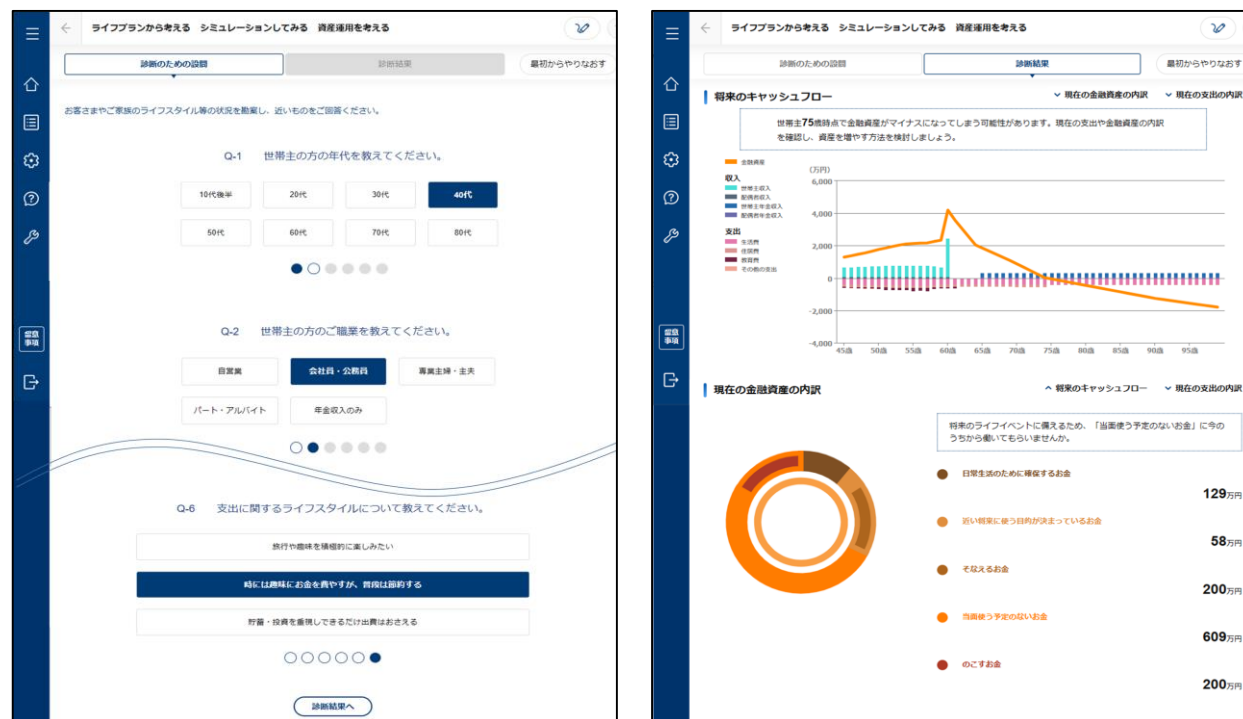 ライフプランから考える シミュレーションしてみる 資産運用を考える
診断のための設問
診断結果
最初からやりなおす
お客さまやご家族のライフスタイル等の状況を勘案し、近いものをご回答ください。
Q-1 世帯主の方の年代を教えてください。
10代後半 20代 30代 40代
50代 60代 70代 80代
Q-2 世帯主の方のご職業を教えてください。
自営業 会社員・公務員 専業主婦・主夫
パート・アルバイト 年金収入のみ
Q-6 支出に関するライフスタイルについて教えてください。
旅行や趣味を積極的に楽しみたい
時には趣味にお金を費やすが、普段は節約する
貯蓄・投資を重視してできるだけ出費はおさえる
診断結果へ
留意
事項
ライフプランから考える シミュレーションしてみる 資産運用を考える
診断のための設問
診断結果
最初からやりなおす
将来のキャッシュフロー
現在の金融資産の内訳
現在の支出の内訳
世帯主75歳時点で金融資産がマイナスになってしまう可能性があります。現在の支出や金融資産の内訳
を確認し、資産を増やす方法を検討しましょう。
金融資産
収入
世帯主収入
配偶者収入
世帯主年金収入
配偶者年金収入
支出
生活費
住居費
教育費
その他の支出
(万円)
6,000
4,000
2,000
0
-2,000
-4,000
45歳 50歳 55歳 60歳 65歳 70歳 75歳 80歳 85歳 90歳 95歳
留意
事項
現在の金融資産の内訳
将来のキャッシュフロー
現在の支出の内訳
将来のライフイベントに備えるため、「当面使う予定のないお金」に今の
うちから働いてもらいませんか。
日常生活のために確保するお金
129万円
近い将来に使う目的が決まっているお金
58万円
そなえるお金
200万円
当面使う予定のないお金
609万円
のこすお金
200万円